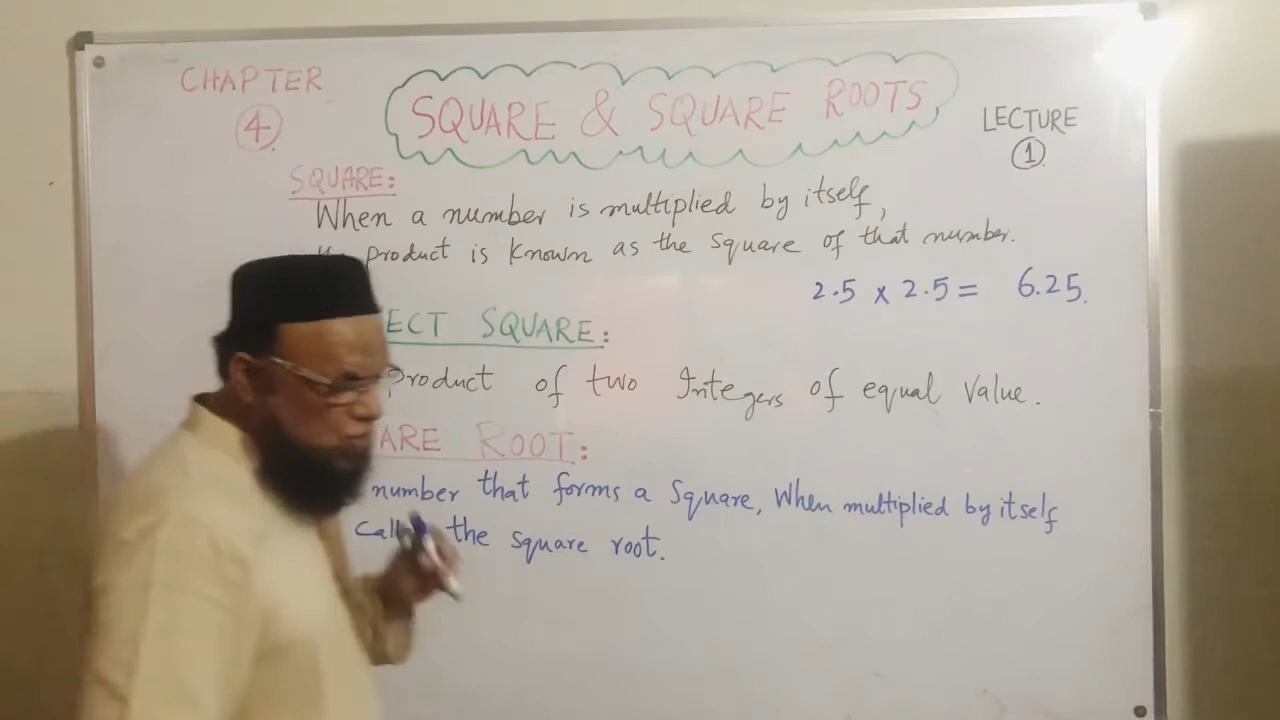 CHAPTER
4.
SQUARE & SQUARE ROOTS
LECTURE
1.
SQUARE:
When a number is multiplied by itself,
product is known as the square of that number.
2.5 x 2.5 = 6.25.
ECT SQUARE:
Product of two Integers of equal Value.
ARE ROOT:
number that forms a Square, When multiplied by itself
the square root.